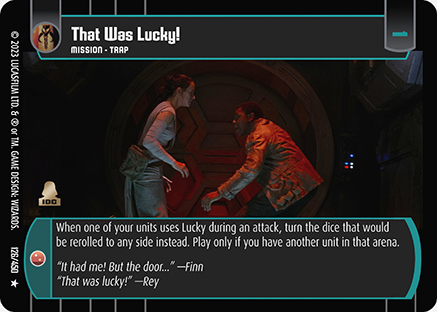 That Was Lucky!
MISSION - TRAP
When one of your units uses Lucky during an attack, turn the dice that would
be rerolled to any side instead. Play only if you have another unit in that arena.
"It had me! But the door..." —Finn
"That was lucky!" —Rey
© 2023 LUCASFILM LTD. & ® or TM. GAME DESIGN: WIZARDS.
126/450